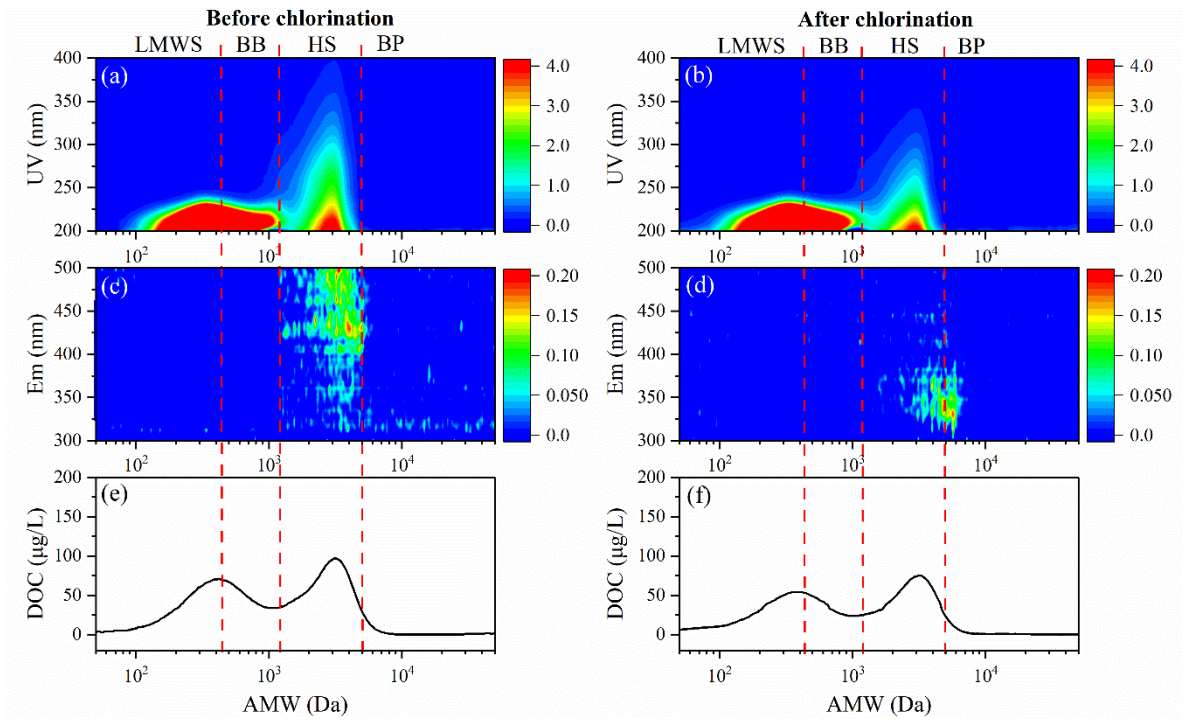 Before chlorination
LMWS BB HS BP
(a)
UV (nm)
400
350
300
250
200
4.0
3.0
2.0
1.0
0.0
10² 10³ 10⁴
(c)
Em (nm)
500
450
400
350
300
0.20
0.15
0.10
0.050
0.0
10² 10³ 10⁴
(e)
DOC (µg/L)
200
150
100
50
0
10² 10³ 10⁴
AMW (Da)
After chlorination
LMWS BB HS BP
(b)
UV (nm)
400
350
300
250
200
4.0
3.0
2.0
1.0
0.0
10² 10³ 10⁴
(d)
Em (nm)
500
450
400
350
300
0.20
0.15
0.10
0.050
0.0
10² 10³ 10⁴
(f)
DOC (µg/L)
200
150
100
50
0
10² 10³ 10⁴
AMW (Da)